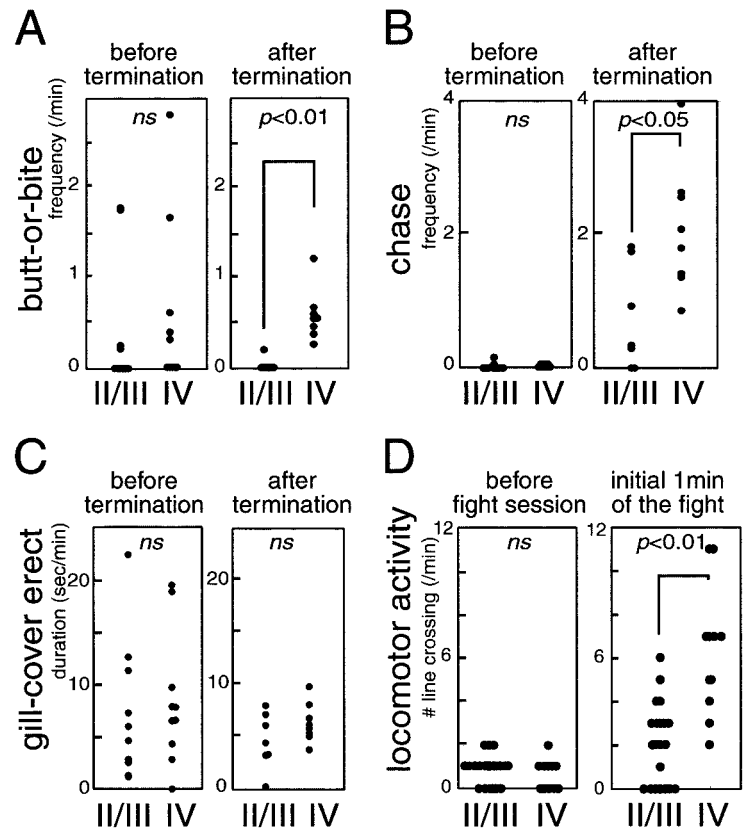 A
before
termination
after
termination
butt-or-bite
frequency (/min)
2
1
0
ns
2
1
0
p<0.01
II/III IV
II/III IV
B
before
termination
after
termination
chase
frequency (/min)
4
2
0
ns
4
2
0
p<0.05
II/III IV
II/III IV
C
before
termination
after
termination
gill-cover erect
duration (sec/min)
20
10
0
ns
20
10
0
ns
II/III IV
II/III IV
D
before
fight session
initial 1min
of the fight
locomotor activity
# line crossing (/min)
12
6
0
ns
12
6
0
p<0.01
II/III IV
II/III IV